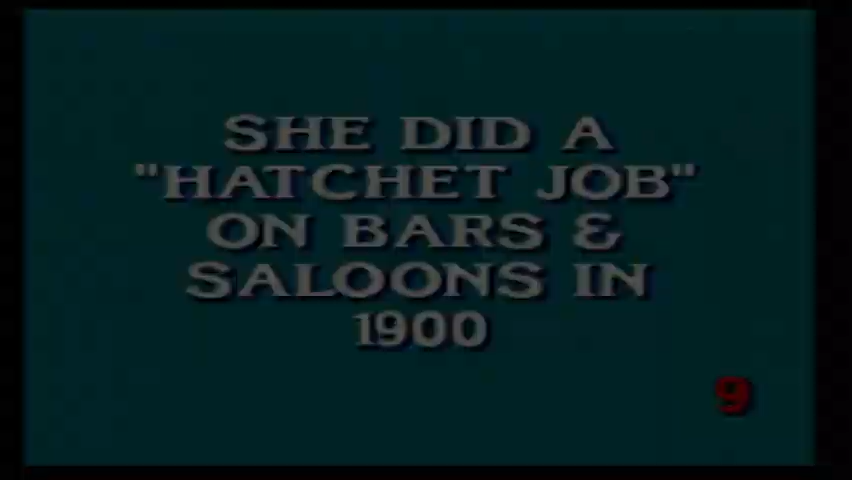 SHE DID A
"HATCHET JOB"
ON BARS &
SALOONS IN
1900
9